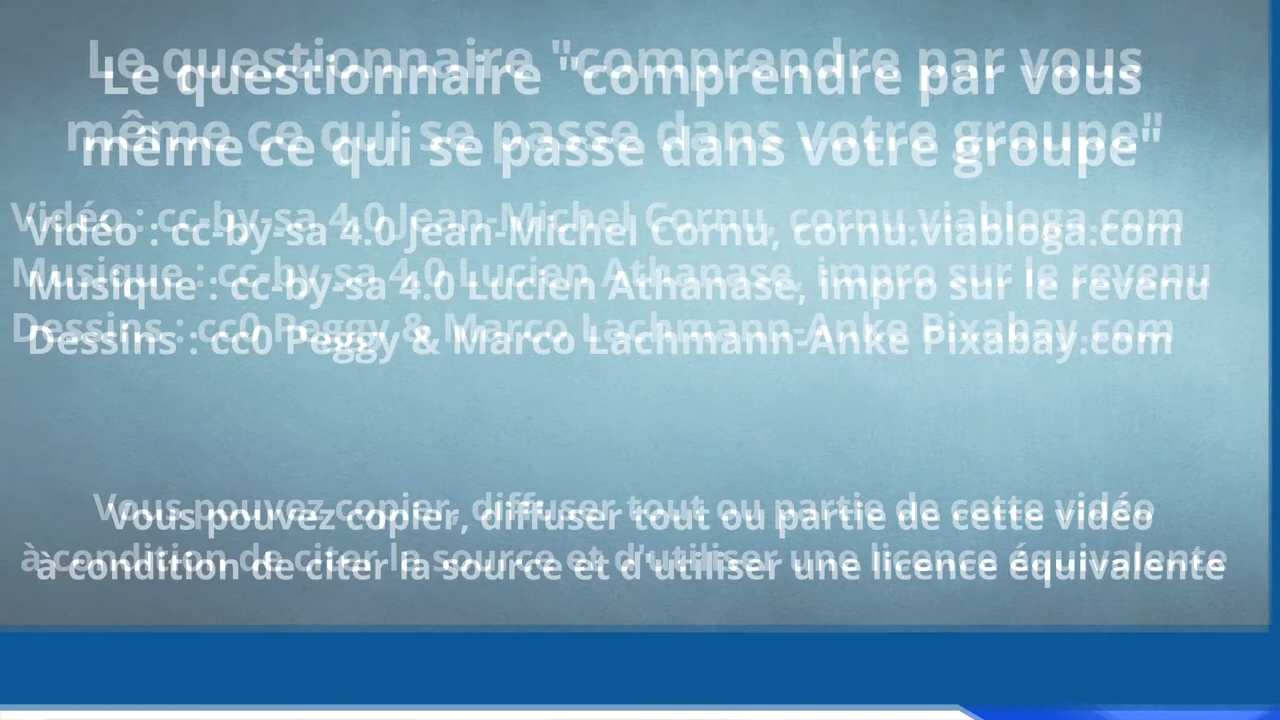 Le questionnaire "comprendre par vous
même ce qui se passe dans votre groupe"
Vidéo : cc-by-sa 4.0 Jean-Michel Cornu, cornu.viabloga.com
Musique : cc-by-sa 4.0 Lucien Athanase, impro sur le revenu
Dessins : cc0 Peggy & Marco Lachmann-Anke Pixabay.com
Vous pouvez copier, diffuser tout ou partie de cette vidéo
à condition de citer la source et d'utiliser une licence équivalente